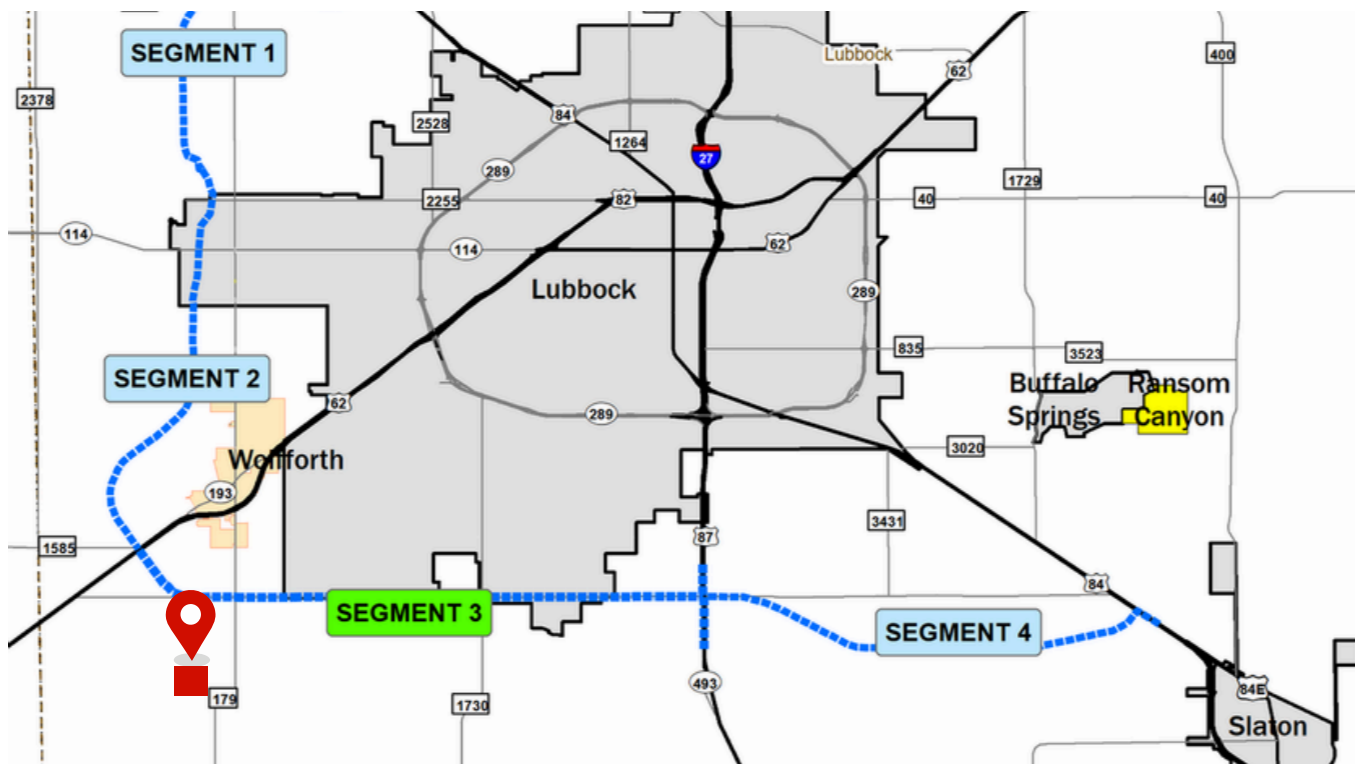 SEGMENT 1
Lubbock
400
62
2378
84
2528
1264
27
289
1729
2255
82
40
40
114
114
62
Lubbock
289
835
3523
SEGMENT 2
Buffalo
Springs
Ransom
Canyon
62
289
3020
Wolfforth
193
3431
87
1585
84
SEGMENT 3
SEGMENT 4
493
84E
179
1730
Slaton